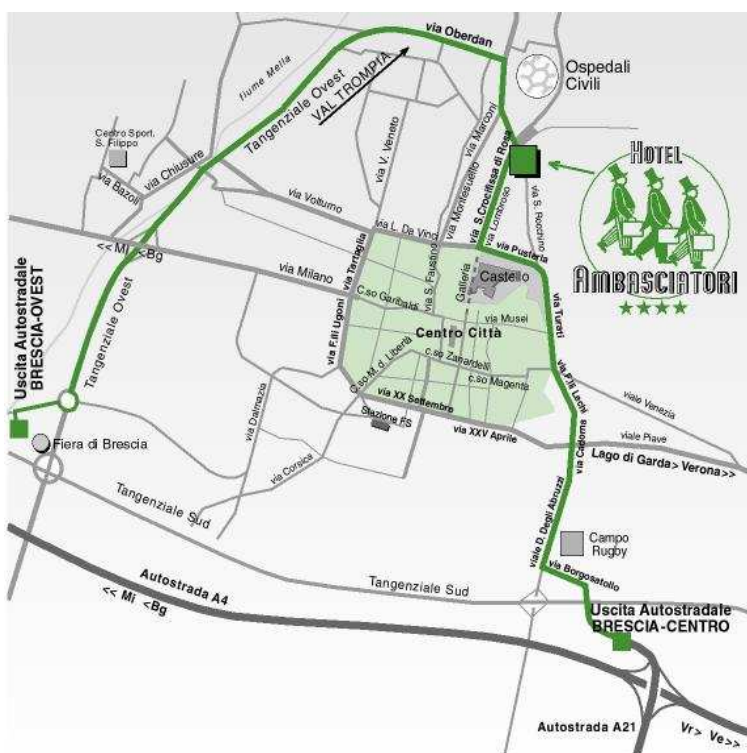 via Oberdan
Ospedali
Civili
fiume Mella
Tangenziale Ovest
VAL TROMPIA
via Marconi
Centro Sport.
S. Filippo
via Chiusure
via Bazoli
via V. Veneto
via Montesuello
via S.Crocifissa di Rosa
via Lombroso
via S. Rocchino
HOTEL
AMBASCIATORI
★★★★
via Volturno
via L. Da Vinci
via Pusteria
<< Mi <Bg
via Milano
via Tartaglia
via S. Faustino
Galleria
Castello
C.so Garibaldi
via Musei
via Turati
Centro Città
Uscita Autostradale
BRESCIA-OVEST
Tangenziale Ovest
via F.lli Ugoni
C.so M. d. Libertà
c.so Zanardelli
c.so Magenta
via F.lli Lechi
viale Venezia
via Dalmazia
via XX Settembre
Stazione FS
via XXV Aprile
via Cadorna
viale Piave
Lago di Garda> Verona>>
Fiera di Brescia
via Corsica
Tangenziale Sud
viale D. Degli Abruzzi
Campo
Rugby
via Borgosatollo
Autostrada A4
<< Mi <Bg
Tangenziale Sud
Uscita Autostradale
BRESCIA-CENTRO
Autostrada A21
Vr> Ve>>